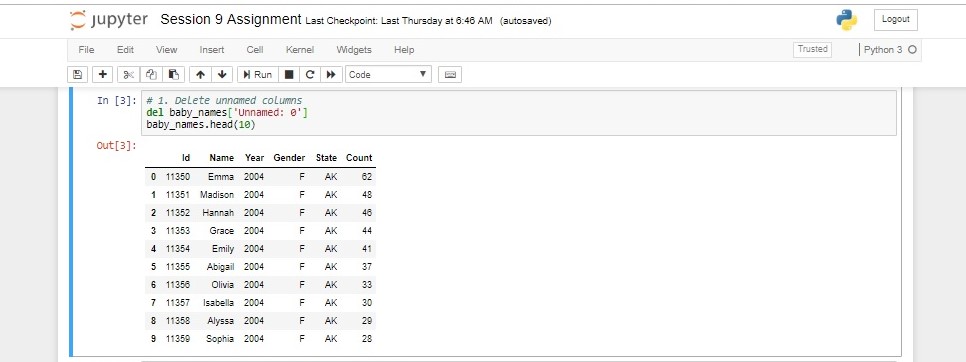 jupyter Session 9 Assignment Last Checkpoint: Last Thursday at 6:46 AM (autosaved) Logout
File Edit View Insert Cell Kernel Widgets Help Trusted Python 3
Run Code
In [3]: # 1. Delete unnamed columns
del baby_names['Unnamed: 0']
baby_names.head(10)
Out[3]:
Id Name Year Gender State Count
0 11350 Emma 2004 F AK 62
1 11351 Madison 2004 F AK 48
2 11352 Hannah 2004 F AK 46
3 11353 Grace 2004 F AK 44
4 11354 Emily 2004 F AK 41
5 11355 Abigail 2004 F AK 37
6 11356 Olivia 2004 F AK 33
7 11357 Isabella 2004 F AK 30
8 11358 Alyssa 2004 F AK 29
9 11359 Sophia 2004 F AK 28